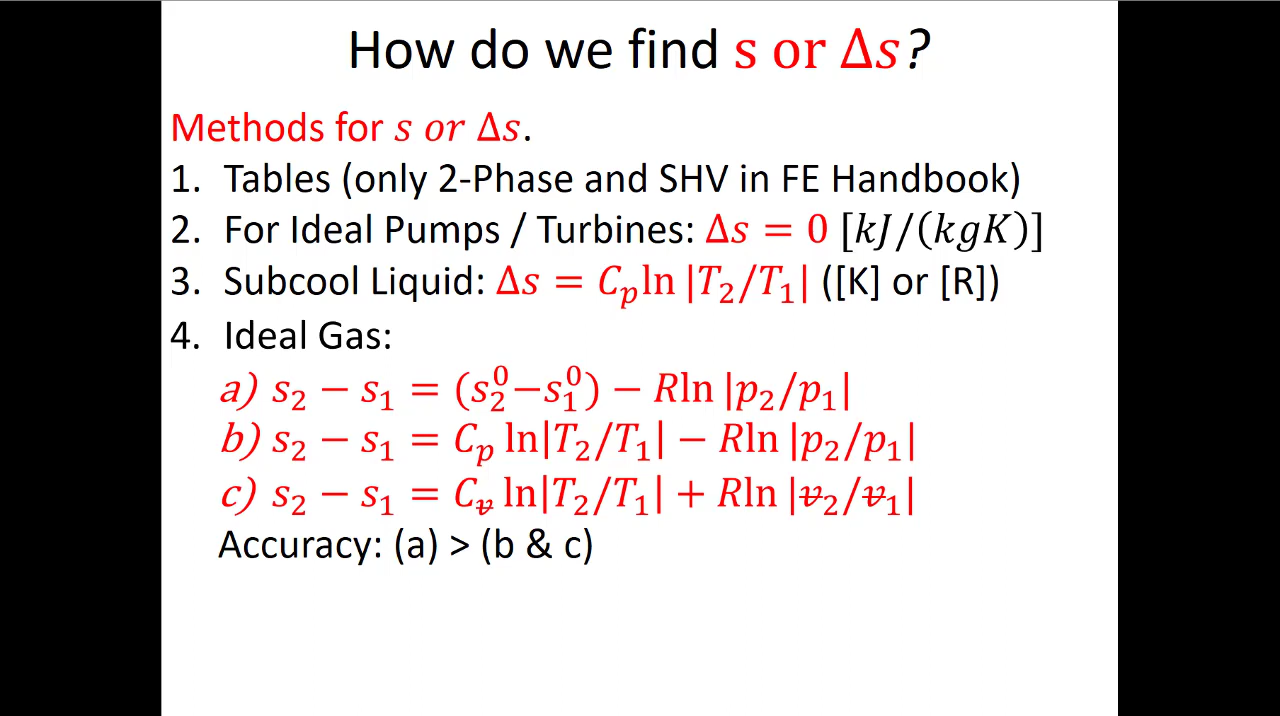 How do we find s or Δs?
Methods for s or Δs.
1. Tables (only 2-Phase and SHV in FE Handbook)
2. For Ideal Pumps / Turbines: Δs = 0 [kJ/(kgK)]
3. Subcool Liquid: Δs = Cₚln |T₂/T₁| ([K] or [R])
4. Ideal Gas:
a) s₂ − s₁ = (s₂⁰−s₁⁰) − Rln |p₂/p₁|
b) s₂ − s₁ = Cₚ ln|T₂/T₁| − Rln |p₂/p₁|
c) s₂ − s₁ = C_v̶ ln|T₂/T₁| + Rln |v̶₂/v̶₁|
Accuracy: (a) > (b & c)